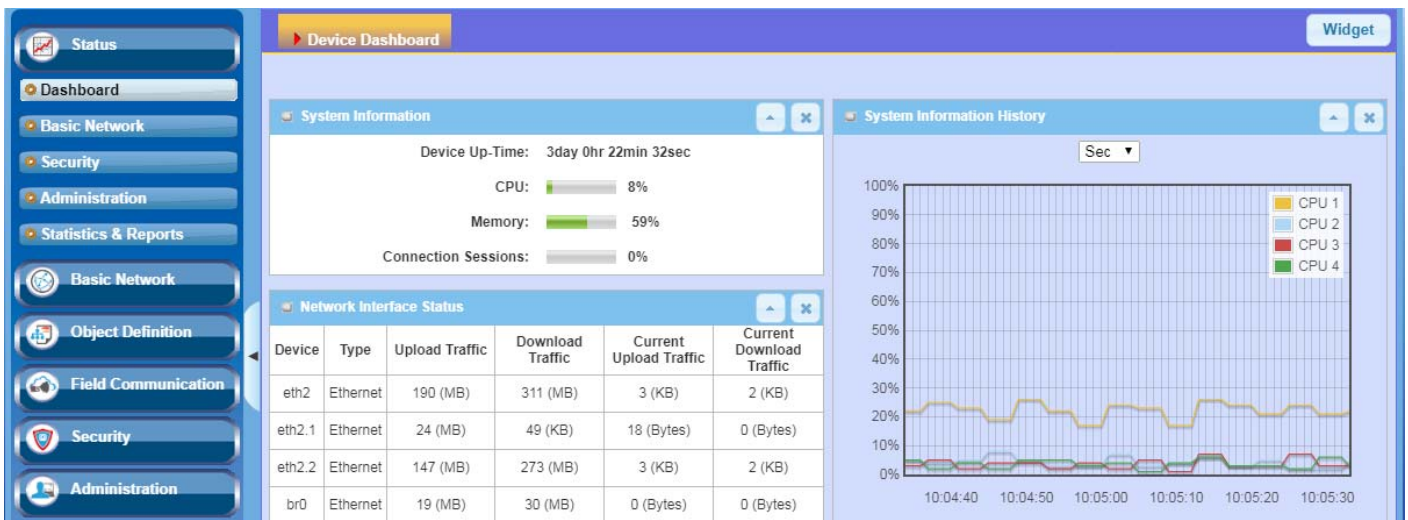 Status
Dashboard
Basic Network
Security
Administration
Statistics & Reports
Basic Network
Object Definition
Field Communication
Security
Administration
Device Dashboard
Widget
System Information
Device Up-Time: 3day 0hr 22min 32sec
CPU: 8%
Memory: 59%
Connection Sessions: 0%
Network Interface Status
Device Type Upload Traffic Download Traffic Current Upload Traffic Current Download Traffic
eth2 Ethernet 190 (MB) 311 (MB) 3 (KB) 2 (KB)
eth2.1 Ethernet 24 (MB) 49 (KB) 18 (Bytes) 0 (Bytes)
eth2.2 Ethernet 147 (MB) 273 (MB) 3 (KB) 2 (KB)
br0 Ethernet 19 (MB) 30 (MB) 0 (Bytes) 0 (Bytes)
System Information History
Sec
100%
90%
80%
70%
60%
50%
40%
30%
20%
10%
0%
CPU 1
CPU 2
CPU 3
CPU 4
10:04:40 10:04:50 10:05:00 10:05:10 10:05:20 10:05:30